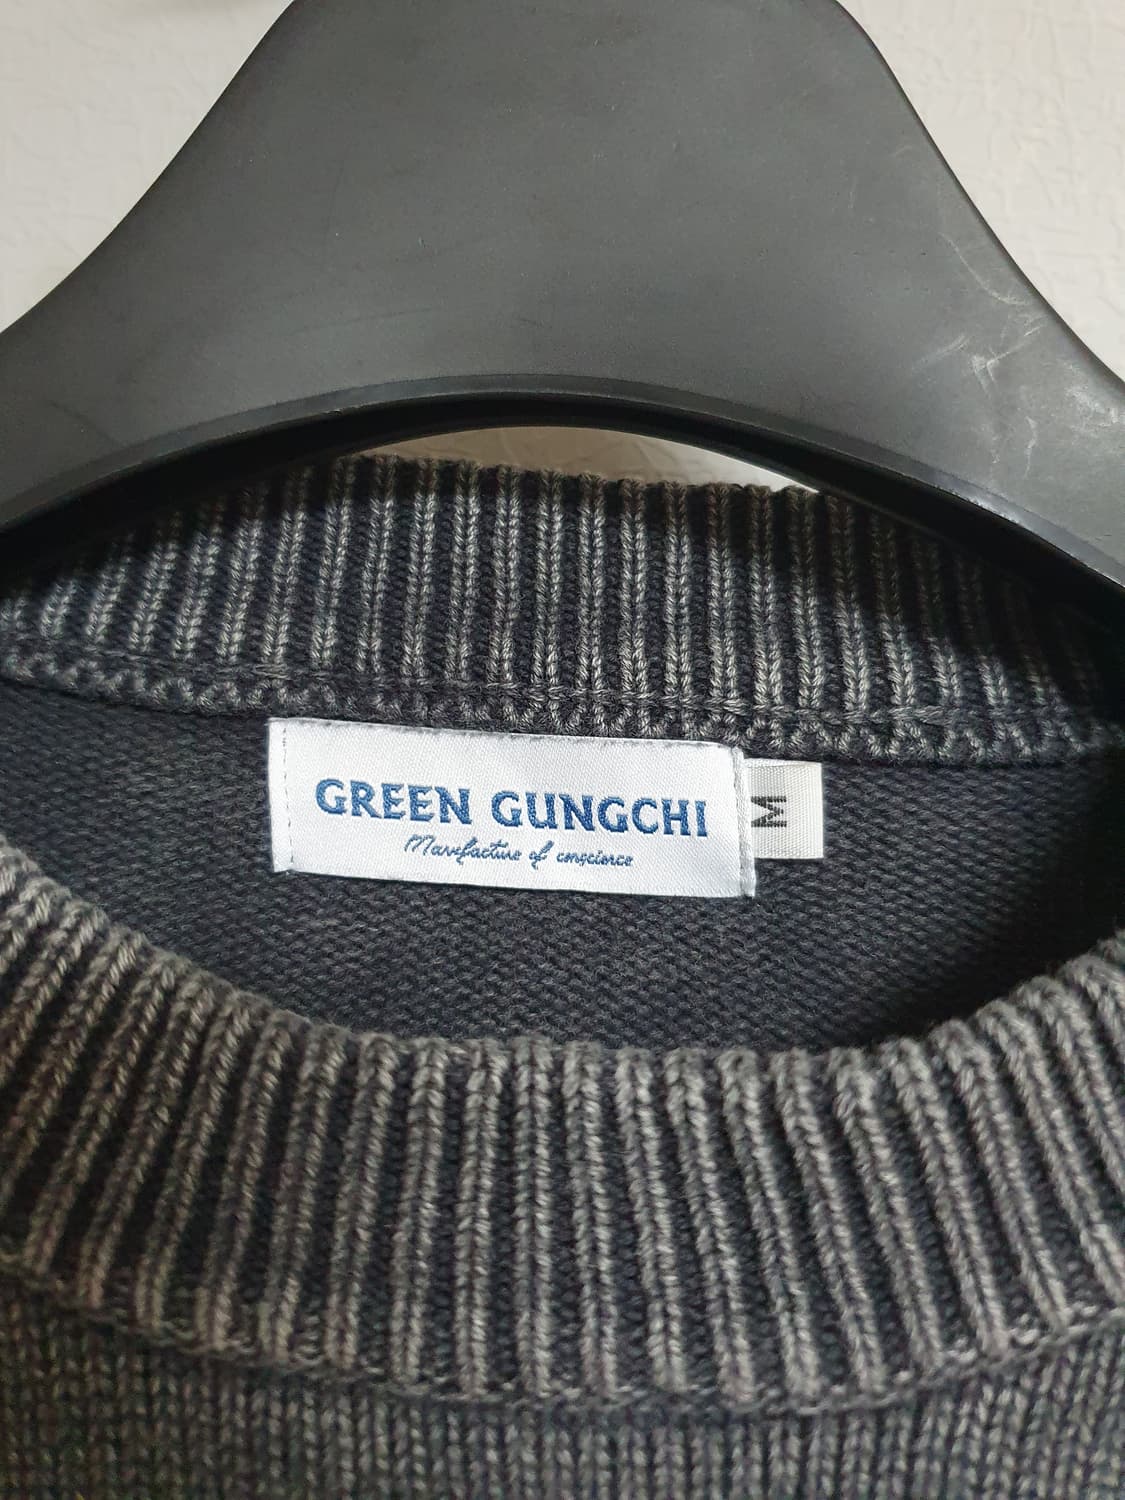 GREEN GUNGCHI
Manufacture of conscience
M